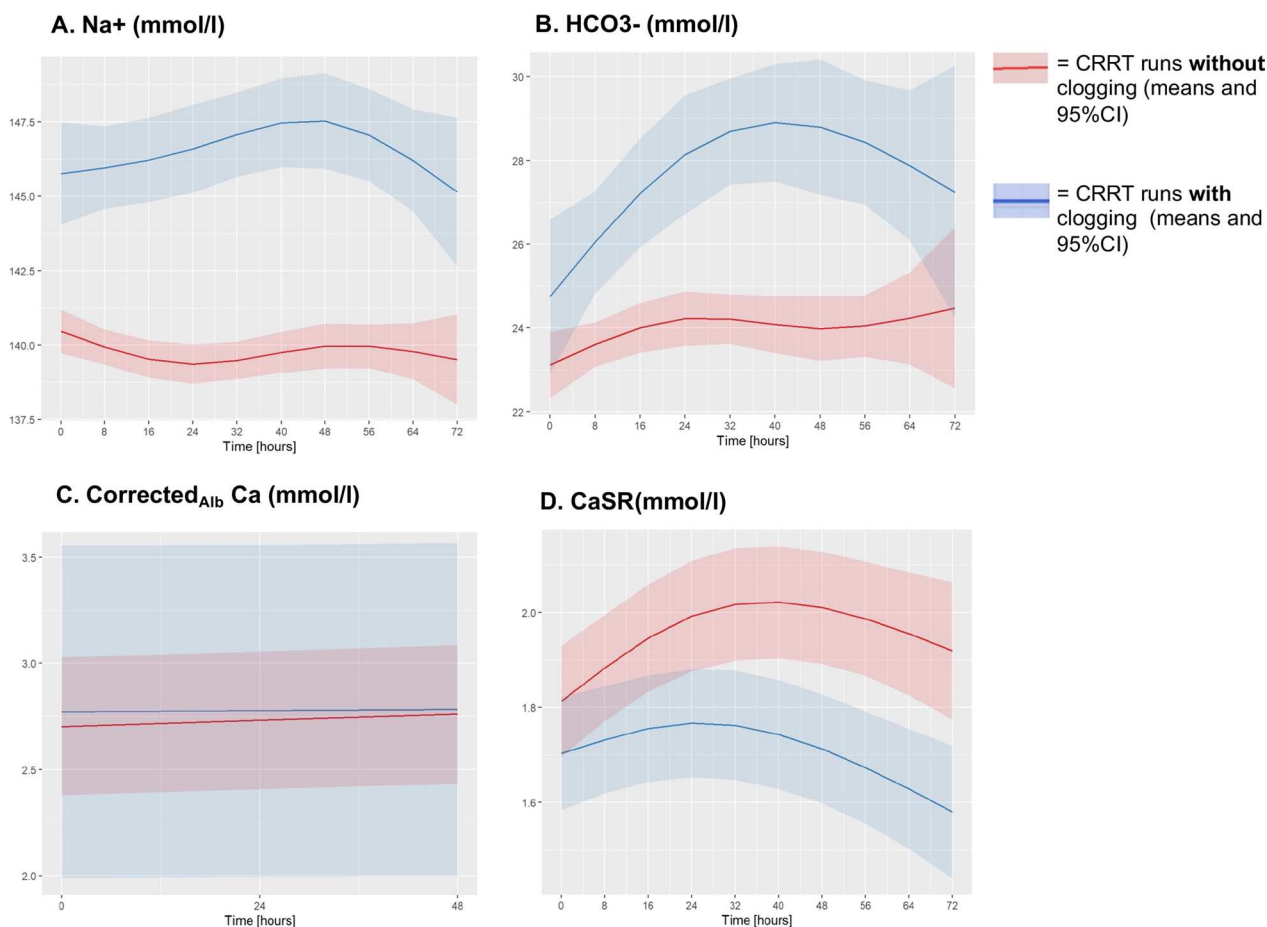 A. Na+ (mmol/l)
147.5
145.0
142.5
140.0
137.5
0 8 16 24 32 40 48 56 64 72
Time [hours]
B. HCO3- (mmol/l)
30
28
26
24
22
0 8 16 24 32 40 48 56 64 72
Time [hours]
= CRRT runs without
clogging (means and
95%CI)
= CRRT runs with
clogging (means and
95%CI)
C. CorrectedAlb Ca (mmol/l)
3.5
3.0
2.5
2.0
0 24 48
Time [hours]
D. CaSR(mmol/l)
2.0
1.8
1.6
0 8 16 24 32 40 48 56 64 72
Time [hours]